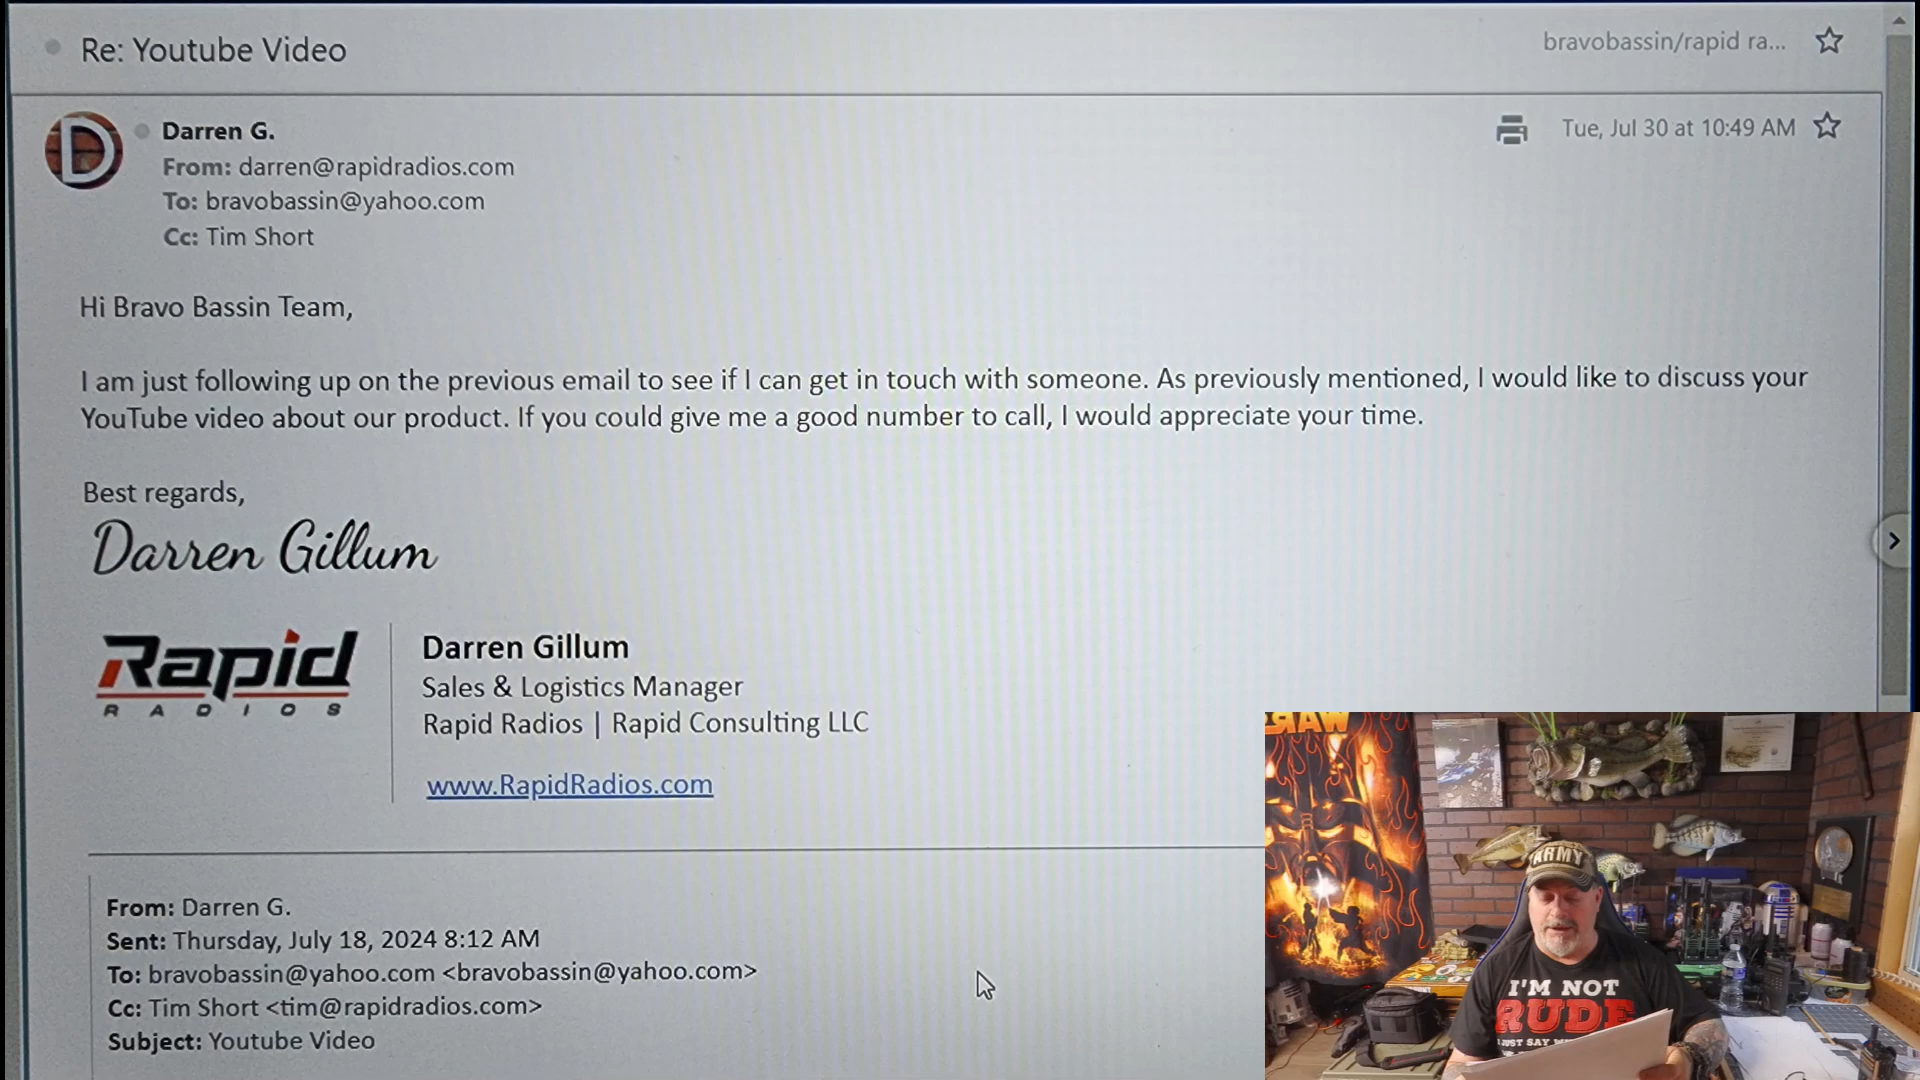 Re: Youtube Video
bravobassin/rapid ra...
Darren G.
Tue, Jul 30 at 10:49 AM
From: darren@rapidradios.com
To: bravobassin@yahoo.com
Cc: Tim Short
Hi Bravo Bassin Team,
I am just following up on the previous email to see if I can get in touch with someone. As previously mentioned, I would like to discuss your
YouTube video about our product. If you could give me a good number to call, I would appreciate your time.
Best regards,
Darren Gillum
Rapid
RADIOS
Darren Gillum
Sales & Logistics Manager
Rapid Radios | Rapid Consulting LLC
www.RapidRadios.com
From: Darren G.
Sent: Thursday, July 18, 2024 8:12 AM
To: bravobassin@yahoo.com <bravobassin@yahoo.com>
Cc: Tim Short <tim@rapidradios.com>
Subject: Youtube Video
ARMY
I'M NOT
RUDE
JUST SAY